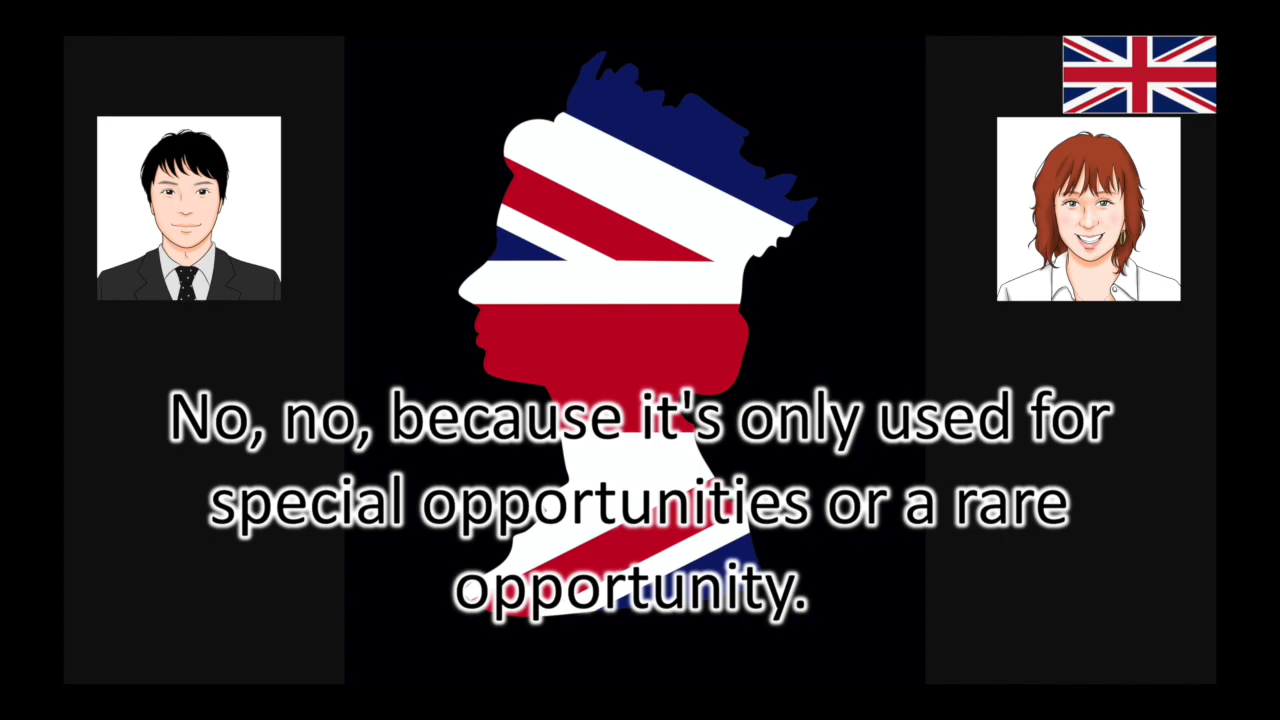 No, no, because it's only used for
special opportunities or a rare
opportunity.